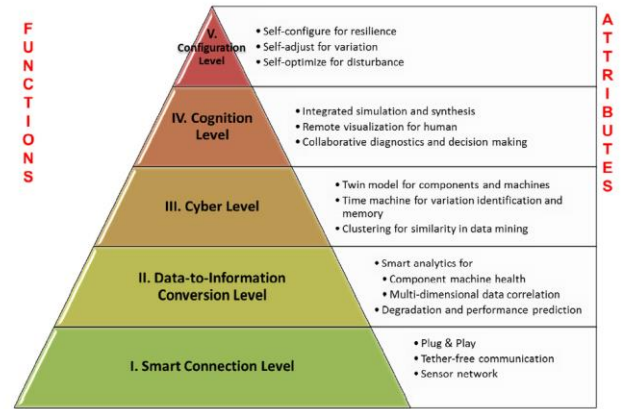 FUNCTIONS
ATTRIBUTES
V.
Configuration
Level
• Self-configure for resilience
• Self-adjust for variation
• Self-optimize for disturbance
IV. Cognition
Level
• Integrated simulation and synthesis
• Remote visualization for human
• Collaborative diagnostics and decision making
III. Cyber Level
• Twin model for components and machines
• Time machine for variation identification and
memory
• Clustering for similarity in data mining
II. Data-to-Information
Conversion Level
• Smart analytics for
• Component machine health
• Multi-dimensional data correlation
• Degradation and performance prediction
I. Smart Connection Level
• Plug & Play
• Tether-free communication
• Sensor network